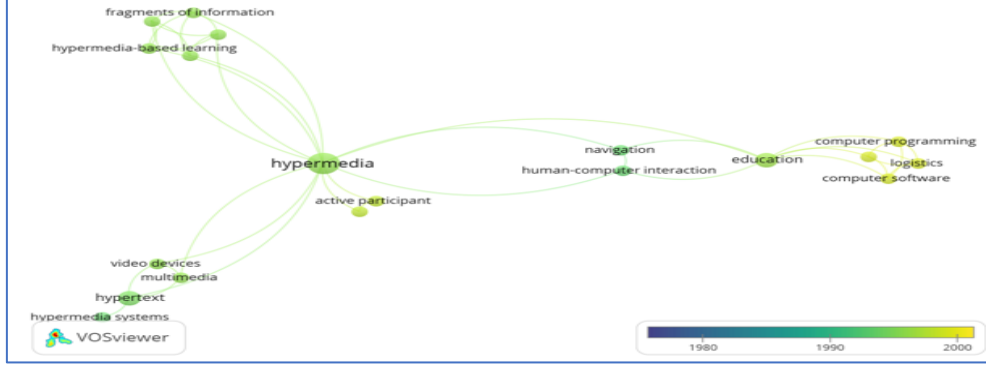 fragments of information
hypermedia-based learning
hypermedia
navigation
human-computer interaction
education
computer programming
logistics
computer software
active participant
video devices
multimedia
hypertext
hypermedia systems
VOSviewer
1980 1990 2000